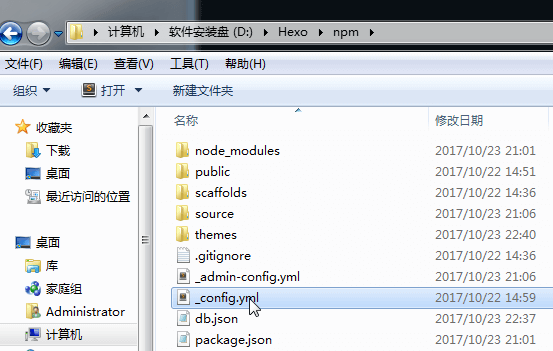 计算机 软件安装盘 (D:) Hexo npm
文件(F) 编辑(E) 查看(V) 工具(T) 帮助(H)
组织 打开 新建文件夹
收藏夹
下载
桌面
最近访问的位置
桌面
库
家庭组
Administrator
计算机
名称 修改日期
node_modules 2017/10/23 21:01
public 2017/10/22 14:51
scaffolds 2017/10/22 14:36
source 2017/10/23 21:06
themes 2017/10/23 22:40
.gitignore 2017/10/22 14:36
_admin-config.yml 2017/10/23 21:06
_config.yml 2017/10/22 14:59
db.json 2017/10/23 22:37
package.json 2017/10/23 21:01